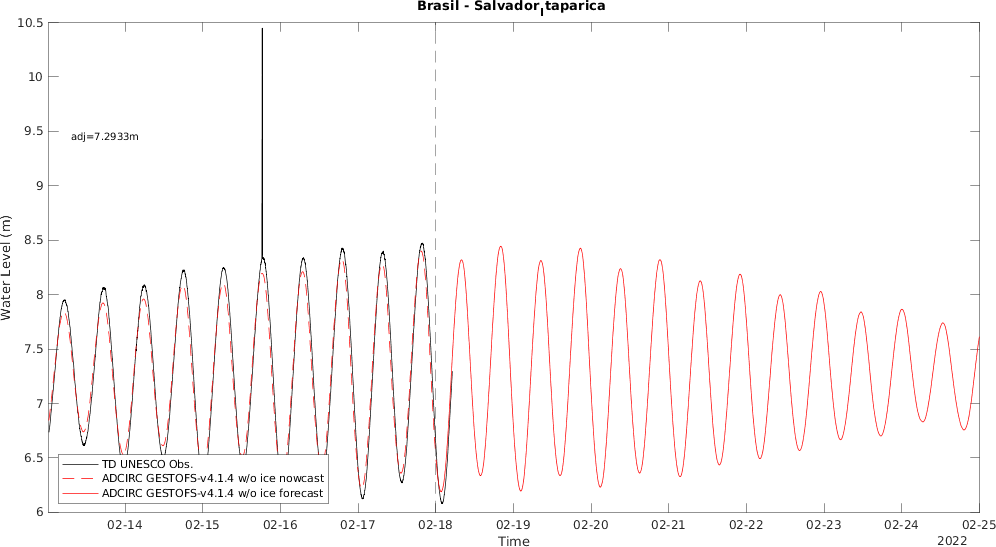 Brasil - Salvador_Itaparica
10.5
10
9.5
9
8.5
8
7.5
7
6.5
6
Water Level (m)
adj=7.2933m
TD UNESCO Obs.
ADCIRC GESTOFS-v4.1.4 w/o ice nowcast
ADCIRC GESTOFS-v4.1.4 w/o ice forecast
02-14 02-15 02-16 02-17 02-18 02-19 02-20 02-21 02-22 02-23 02-24 02-25
Time
2022